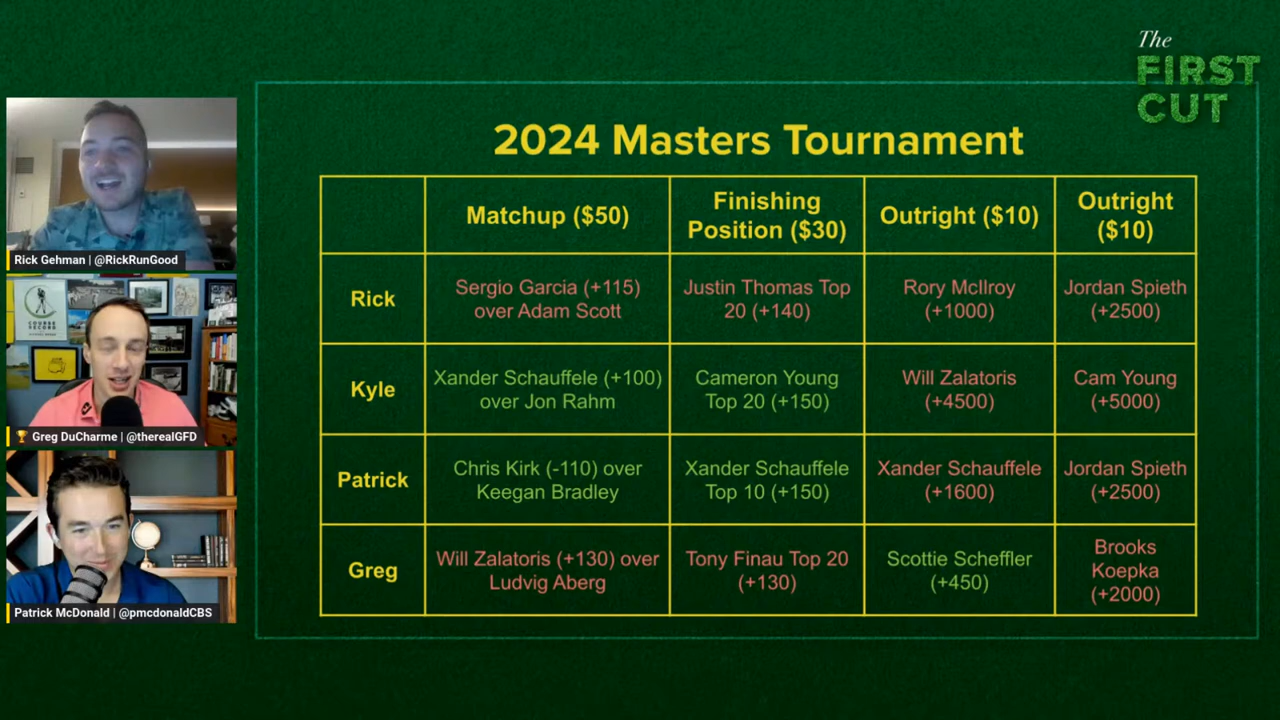 The
FIRST
CUT
2024 Masters Tournament
Matchup ($50)
Finishing
Position ($30)
Outright ($10)
Outright
($10)
Rick
Sergio Garcia (+115)
over Adam Scott
Justin Thomas Top
20 (+140)
Rory McIlroy
(+1000)
Jordan Spieth
(+2500)
Kyle
Xander Schauffele (+100)
over Jon Rahm
Cameron Young
Top 20 (+150)
Will Zalatoris
(+4500)
Cam Young
(+5000)
Patrick
Chris Kirk (-110) over
Keegan Bradley
Xander Schauffele
Top 10 (+150)
Xander Schauffele
(+1600)
Jordan Spieth
(+2500)
Greg
Will Zalatoris (+130) over
Ludvig Aberg
Tony Finau Top 20
(+130)
Scottie Scheffler
(+450)
Brooks
Koepka
(+2000)
Rick Gehman | @RickRunGood
COURSE
RECORD
Greg DuCharme | @therealGFD
Patrick McDonald | @pmcdonaldCBS